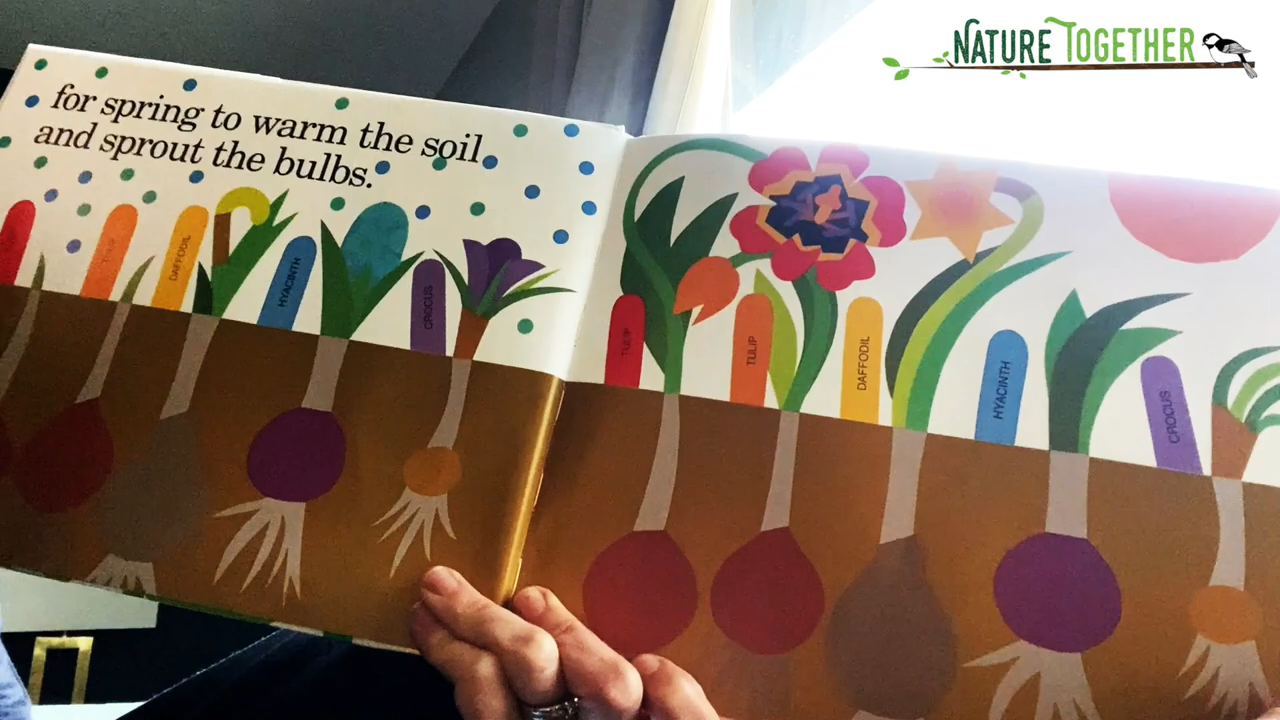 NATURE TOGETHER
for spring to warm the soil
and sprout the bulbs.
TULIP
DAFFODIL
HYACINTH
CROCUS
TULIP
TULIP
DAFFODIL
HYACINTH
CROCUS